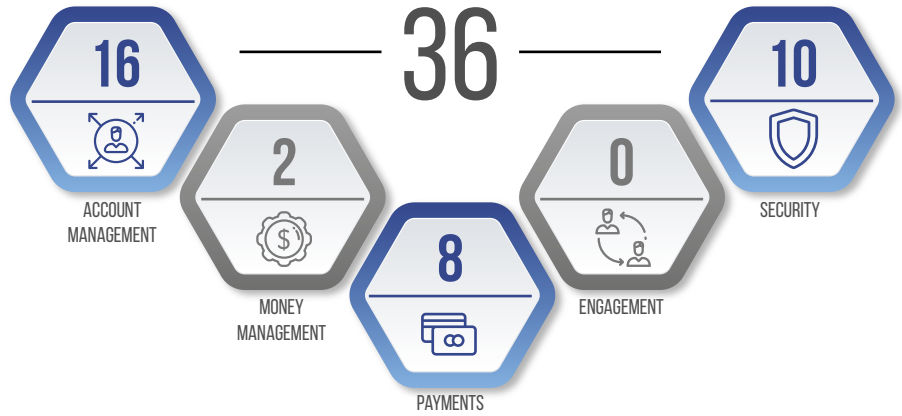 36
16
ACCOUNT
MANAGEMENT
2
$
MONEY
MANAGEMENT
8
PAYMENTS
0
ENGAGEMENT
10
SECURITY